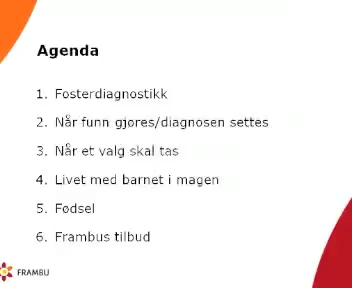 Agenda
1. Fosterdiagnostikk
2. Når funn gjøres/diagnosen settes
3. Når et valg skal tas
4. Livet med barnet i magen
5. Fødsel
6. Frambus tilbud
FRAMBU